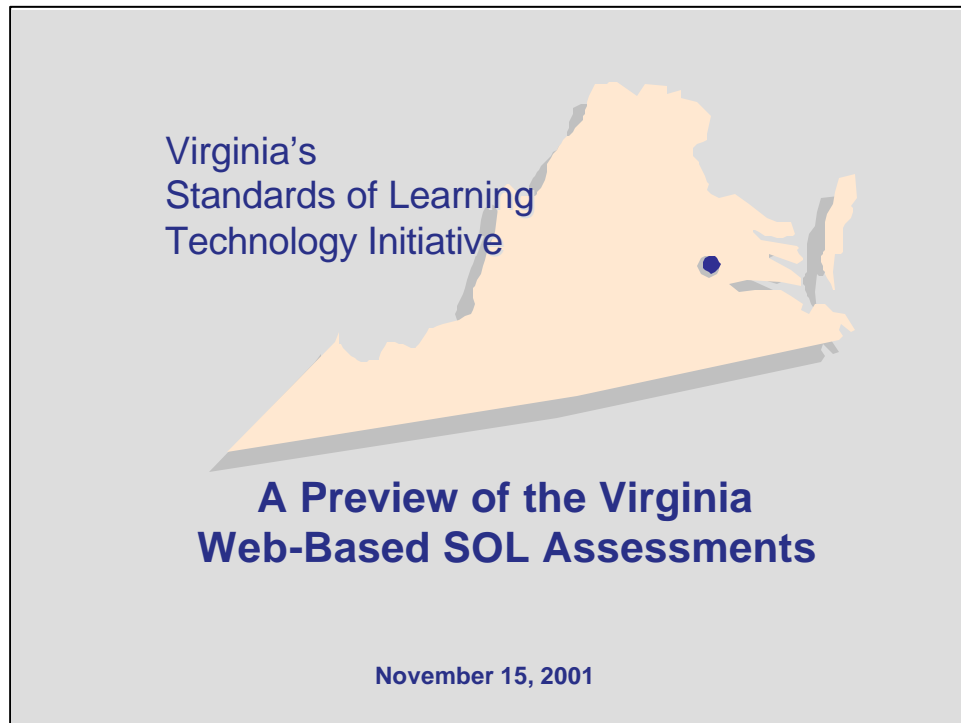 Virginia's
Standards of Learning
Technology Initiative
A Preview of the Virginia
Web-Based SOL Assessments
November 15, 2001